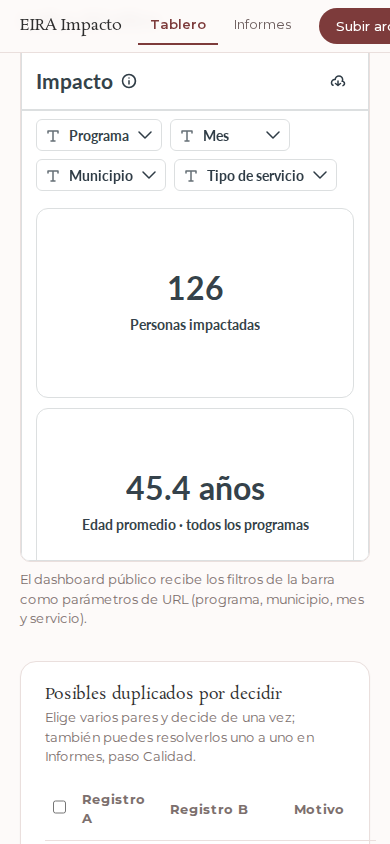 EIRA Impacto Tablero Informes Subir arc
Impacto
Programa Mes
Municipio Tipo de servicio
126
Personas impactadas
45.4 años
Edad promedio · todos los programas
El dashboard público recibe los filtros de la barra
como parámetros de URL (programa, municipio, mes
y servicio).
Posibles duplicados por decidir
Elige varios pares y decide de una vez;
también puedes resolverlos uno a uno en
Informes, paso Calidad.
Registro
A
Registro B Motivo